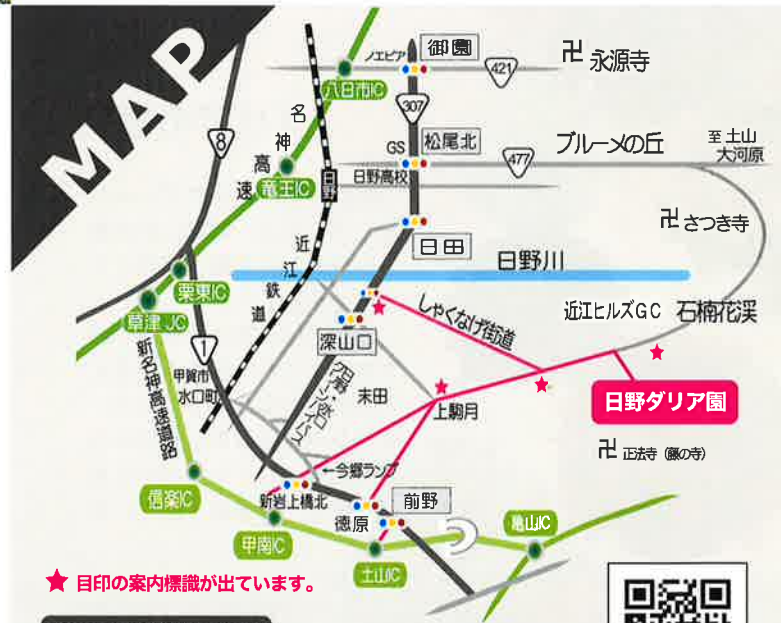 MAP
ノエビア
御園
421
卍 永源寺
八日市IC
307
名
神
高
速
8
GS
松尾北
477
ブルーメの丘
至 土山
大河原
竜王IC
日野
日野高校
卍 さつき寺
日田
近
江
鉄
道
日野川
栗東IC
草津JC
しゃくなげ街道
近江ヒルズGC
石楠花渓
深山口
1
新名神高速道路
甲賀市
水口町
末田
上駒月
日野ダリア園
卍 正法寺（藤の寺）
←今郷ランプ
信楽IC
新岩上橋北
徳原
前野
甲南IC
土山IC
亀山IC
★ 目印の案内標識が出ています。